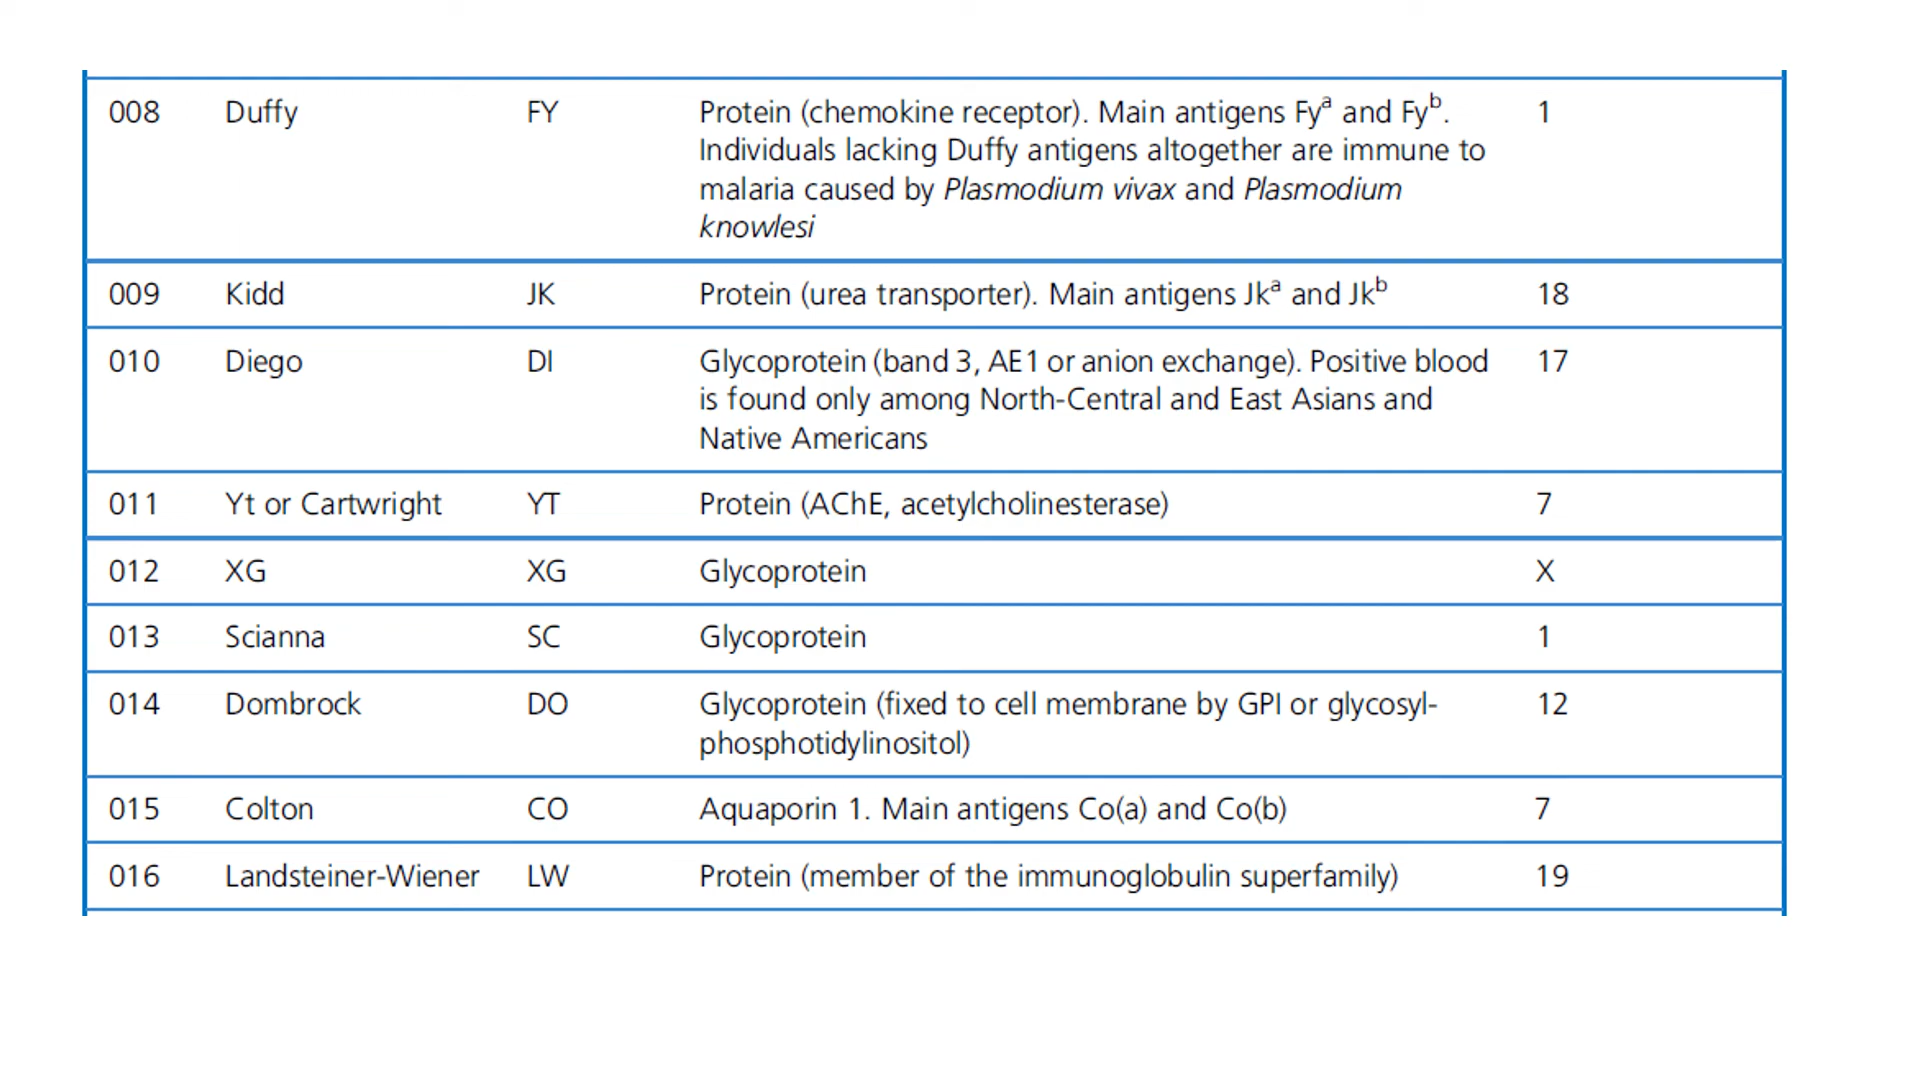 008 Duffy FY Protein (chemokine receptor). Main antigens Fyᵃ and Fyᵇ. 1
Individuals lacking Duffy antigens altogether are immune to
malaria caused by Plasmodium vivax and Plasmodium
knowlesi
009 Kidd JK Protein (urea transporter). Main antigens Jkᵃ and Jkᵇ 18
010 Diego DI Glycoprotein (band 3, AE1 or anion exchange). Positive blood 17
is found only among North-Central and East Asians and
Native Americans
011 Yt or Cartwright YT Protein (AChE, acetylcholinesterase) 7
012 XG XG Glycoprotein X
013 Scianna SC Glycoprotein 1
014 Dombrock DO Glycoprotein (fixed to cell membrane by GPI or glycosyl- 12
phosphotidylinositol)
015 Colton CO Aquaporin 1. Main antigens Co(a) and Co(b) 7
016 Landsteiner-Wiener LW Protein (member of the immunoglobulin superfamily) 19